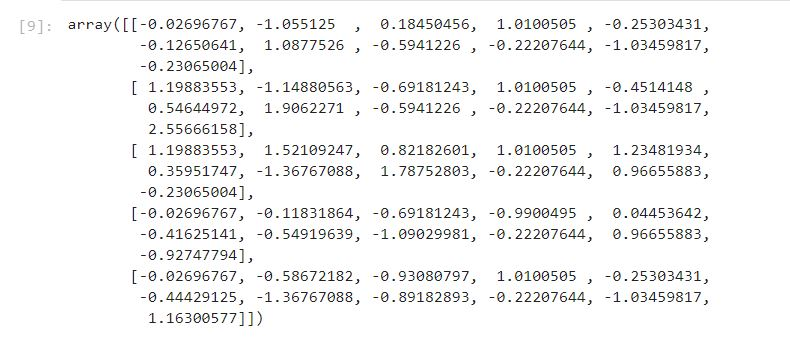 [9]: array([[-0.02696767, -1.055125  ,  0.18450456,  1.0100505 , -0.25303431,
        -0.12650641,  1.0877526 , -0.5941226 , -0.22207644, -1.03459817,
        -0.23065004],
       [ 1.19883553, -1.14880563, -0.69181243,  1.0100505 , -0.4514148 ,
         0.54644972,  1.9062271 , -0.5941226 , -0.22207644, -1.03459817,
         2.55666158],
       [ 1.19883553,  1.52109247,  0.82182601,  1.0100505 ,  1.23481934,
         0.35951747, -1.36767088,  1.78752803, -0.22207644,  0.96655883,
        -0.23065004],
       [-0.02696767, -0.11831864, -0.69181243, -0.9900495 ,  0.04453642,
        -0.41625141, -0.54919639, -1.09029981, -0.22207644,  0.96655883,
        -0.92747794],
       [-0.02696767, -0.58672182, -0.93080797,  1.0100505 , -0.25303431,
        -0.44429125, -1.36767088, -0.89182893, -0.22207644, -1.03459817,
         1.16300577]])